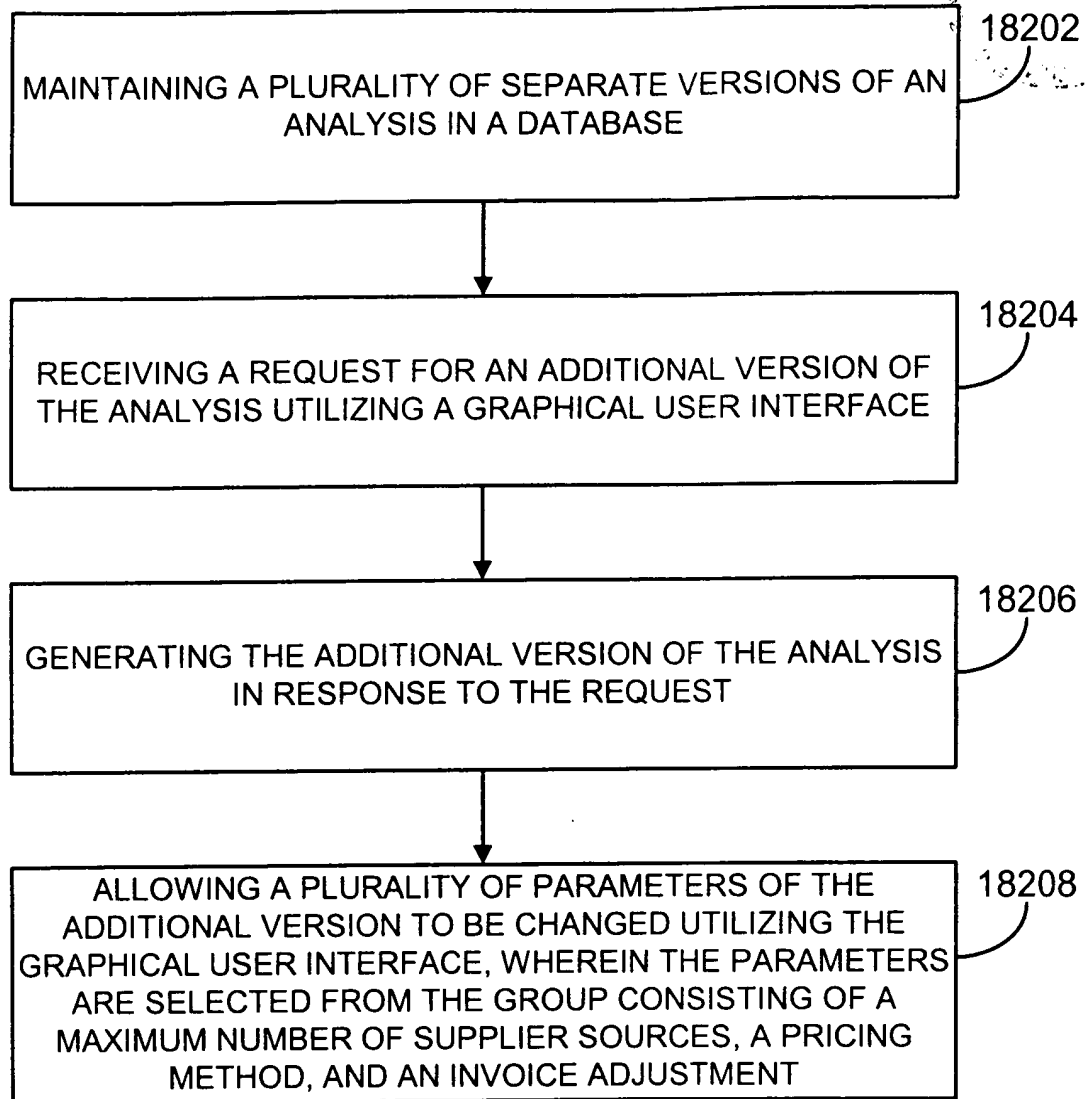 18202
MAINTAINING A PLURALITY OF SEPARATE VERSIONS OF AN
ANALYSIS IN A DATABASE
18204
RECEIVING A REQUEST FOR AN ADDITIONAL VERSION OF
THE ANALYSIS UTILIZING A GRAPHICAL USER INTERFACE
18206
GENERATING THE ADDITIONAL VERSION OF THE ANALYSIS
IN RESPONSE TO THE REQUEST
18208
ALLOWING A PLURALITY OF PARAMETERS OF THE
ADDITIONAL VERSION TO BE CHANGED UTILIZING THE
GRAPHICAL USER INTERFACE, WHEREIN THE PARAMETERS
ARE SELECTED FROM THE GROUP CONSISTING OF A
MAXIMUM NUMBER OF SUPPLIER SOURCES, A PRICING
METHOD, AND AN INVOICE ADJUSTMENT